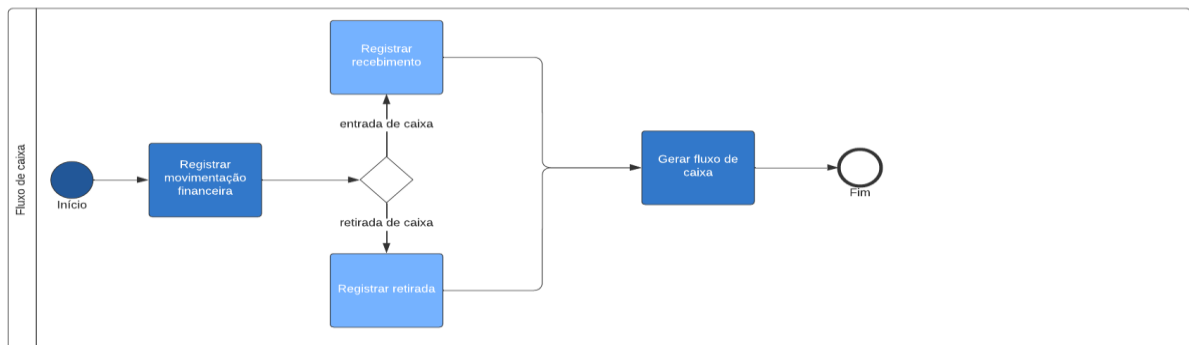 Fluxo de caixa
Início
Registrar
movimentação
financeira
Registrar
recebimento
entrada de caixa
retirada de caixa
Registrar retirada
Gerar fluxo de
caixa
Fim